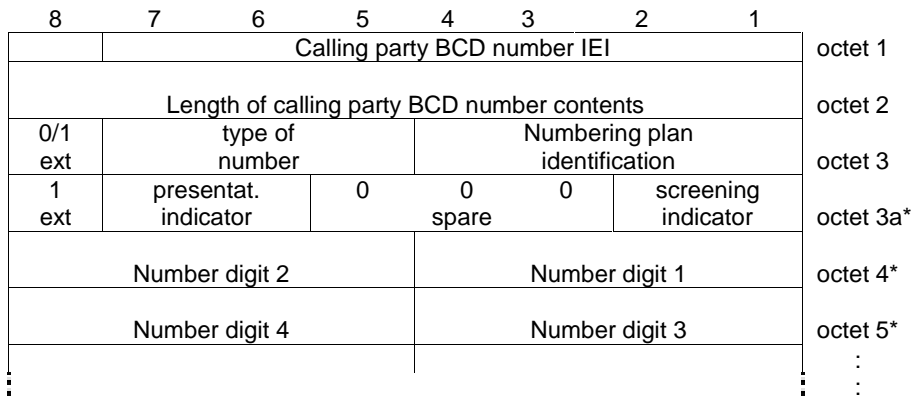 8 7 6 5 4 3 2 1
Calling party BCD number IEI octet 1
Length of calling party BCD number contents octet 2
0/1 type of Numbering plan
ext number identification octet 3
1 presentat. 0 0 0 screening
ext indicator spare indicator octet 3a*
Number digit 2 Number digit 1 octet 4*
Number digit 4 Number digit 3 octet 5*
:
: